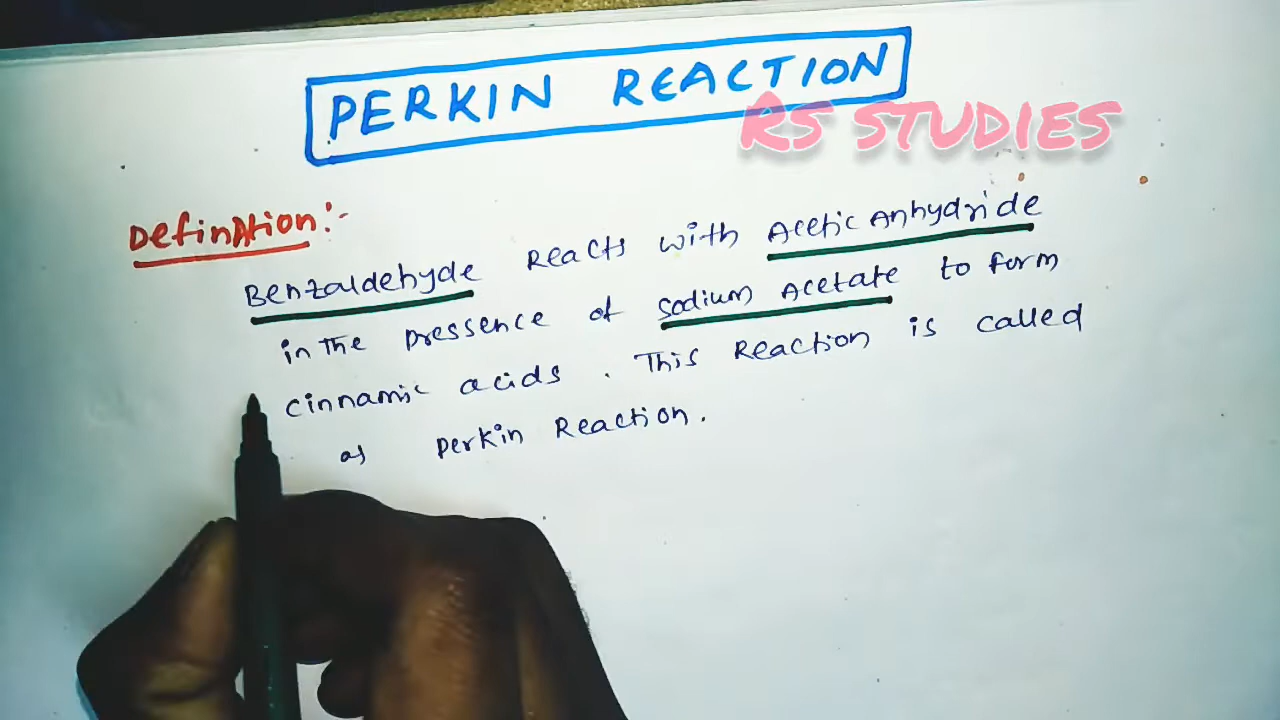 PERKIN REACTION
RS STUDIES
Defination:-
Benzaldehyde Reacts with Acetic Anhydride
in the pressence of sodium Acetate to form
cinnamic acids. This Reaction is called
as perkin Reaction.